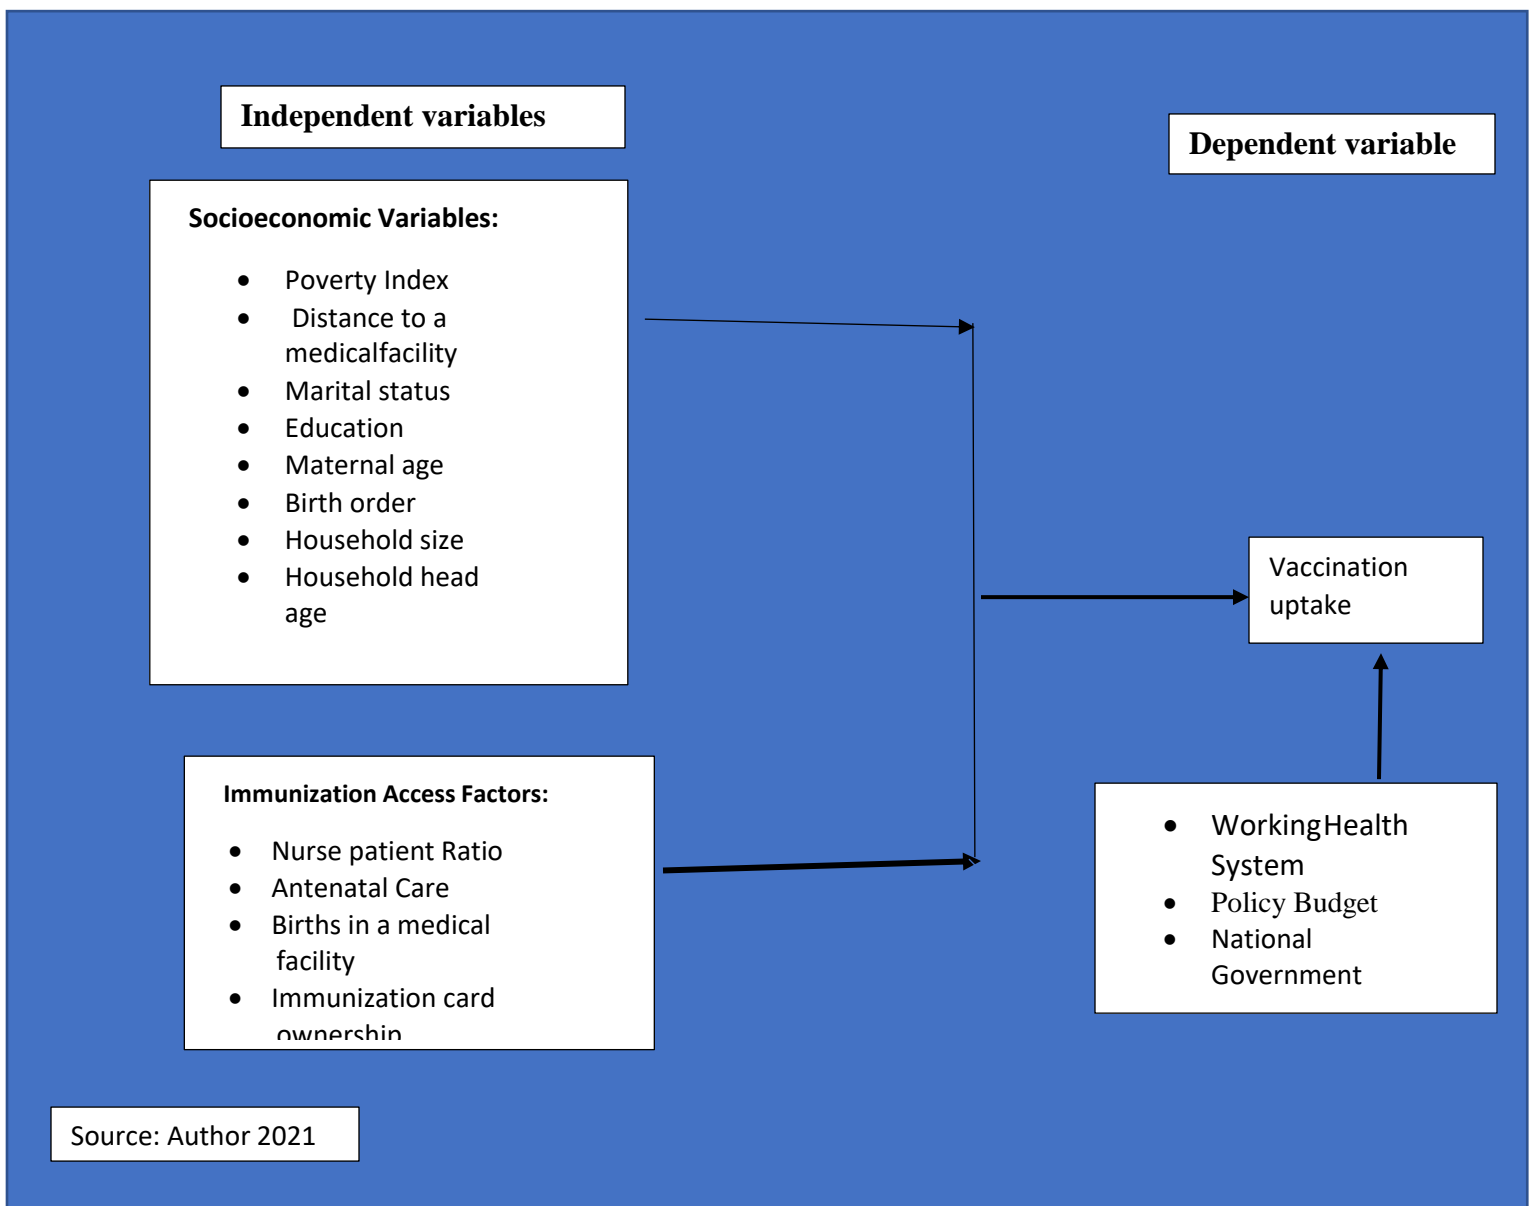 Independent variables
Dependent variable
Socioeconomic Variables:
• Poverty Index
• Distance to a
medicalfacility
• Marital status
• Education
• Maternal age
• Birth order
• Household size
• Household head
age
Vaccination
uptake
Immunization Access Factors:
• Nurse patient Ratio
• Antenatal Care
• Births in a medical
facility
• Immunization card
ownership
• WorkingHealth
System
• Policy Budget
• National
Government
Source: Author 2021